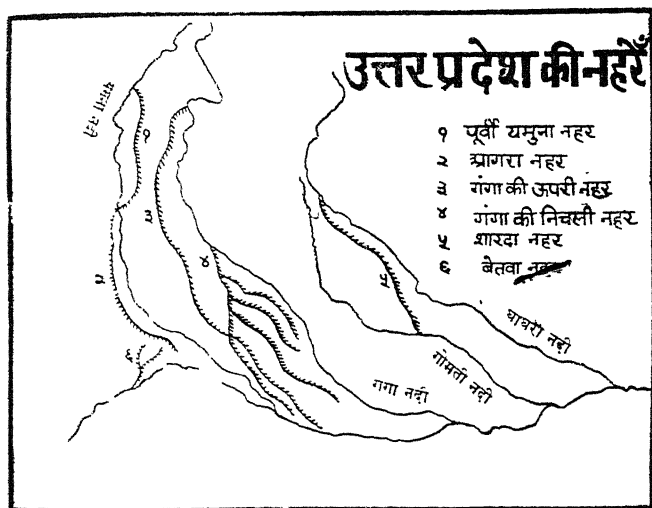 उत्तर प्रदेश की नहरें
१ पूर्वी यमुना नहर
२ आगरा नहर
३ गंगा की ऊपरी नहर
४ गंगा की निचली नहर
५ शारदा नहर
६ बेतवा
१
३
४
५
६
घाघरी नदी
गोमती नदी
गगा नदी